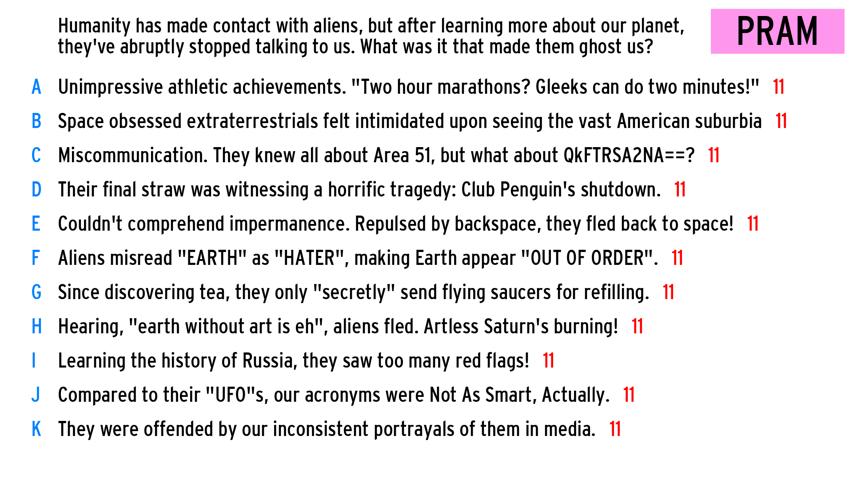 Humanity has made contact with aliens, but after learning more about our planet,
they've abruptly stopped talking to us. What was it that made them ghost us?
PRAM
A Unimpressive athletic achievements. "Two hour marathons? Gleeks can do two minutes!" 11
B Space obsessed extraterrestrials felt intimidated upon seeing the vast American suburbia 11
C Miscommunication. They knew all about Area 51, but what about QkFTRSA2NA==? 11
D Their final straw was witnessing a horrific tragedy: Club Penguin's shutdown. 11
E Couldn't comprehend impermanence. Repulsed by backspace, they fled back to space! 11
F Aliens misread "EARTH" as "HATER", making Earth appear "OUT OF ORDER". 11
G Since discovering tea, they only "secretly" send flying saucers for refilling. 11
H Hearing, "earth without art is eh", aliens fled. Artless Saturn's burning! 11
I Learning the history of Russia, they saw too many red flags! 11
J Compared to their "UFO"s, our acronyms were Not As Smart, Actually. 11
K They were offended by our inconsistent portrayals of them in media. 11